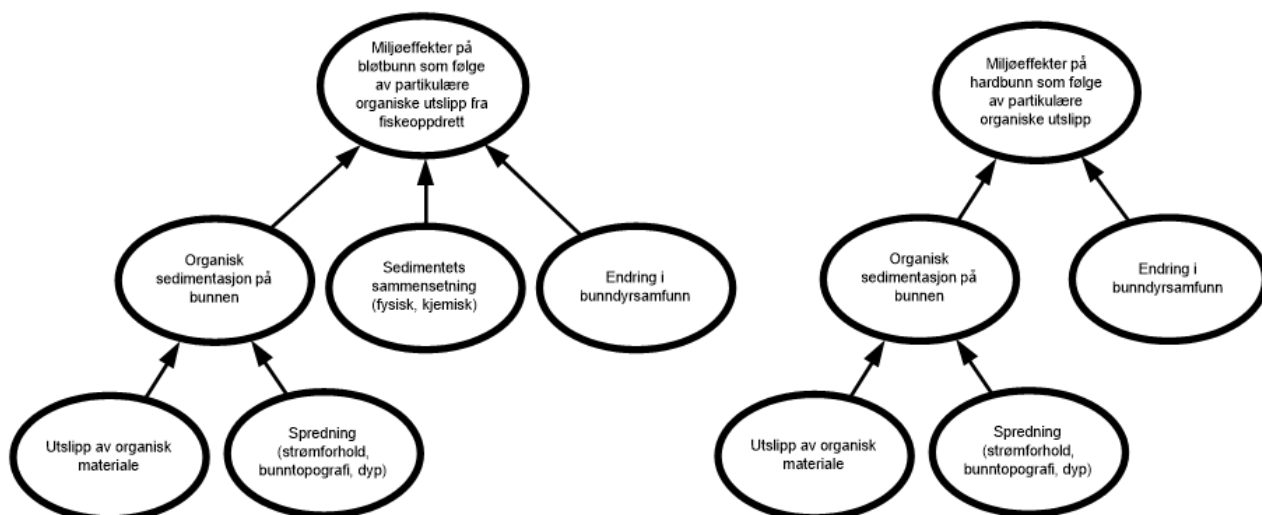 Miljøeffekter på
bløtbunn som følge
av partikulære
organiske utslipp fra
fiskeoppdrett
Organisk
sedimentasjon på
bunnen
Sedimentets
sammensetning
(fysisk, kjemisk)
Endring i
bunndyrsamfunn
Utslipp av organisk
materiale
Spredning
(strømforhold,
bunntopografi, dyp)
Miljøeffekter på
hardbunn som følge
av partikulære
organiske utslipp
Organisk
sedimentasjon på
bunnen
Endring i
bunndyrsamfunn
Utslipp av organisk
materiale
Spredning
(strømforhold,
bunntopografi, dyp)